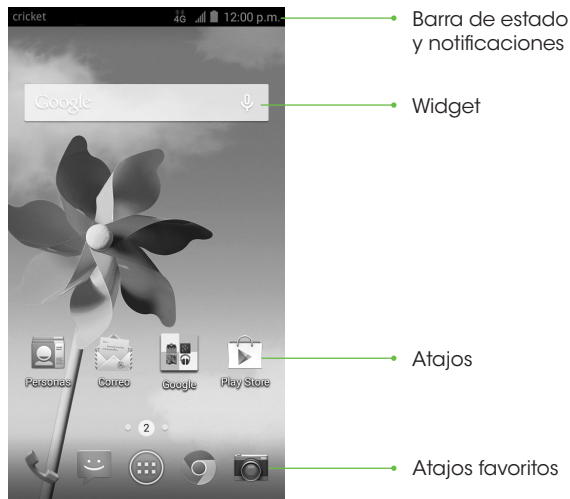 cricket 4G 12:00 p.m.
Barra de estado
y notificaciones
Google
Widget
Personas Correo Google Play Store
Atajos
2
Atajos favoritos